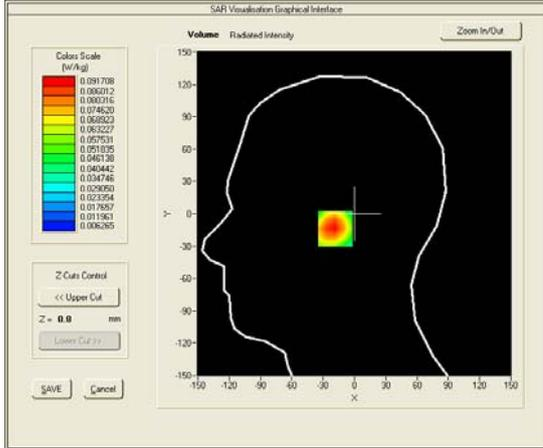 SAR Visualisation Graphical Interface
Volume Radiated Intensity
Zoom In/Out
Colors Scale
(W/kg)
0.091708
0.086012
0.080316
0.074620
0.068923
0.063227
0.057531
0.051835
0.046138
0.040442
0.034746
0.029050
0.023354
0.017657
0.011961
0.006265
Z Cuts Control
<< Upper Cut
Z = 0.0 mm
Lower Cut >>
SAVE
Cancel
150
120
90
60
30
0
-30
-60
-90
-120
-150
Y
-150 -120 -90 -60 -30 0 30 60 90 120 150
X